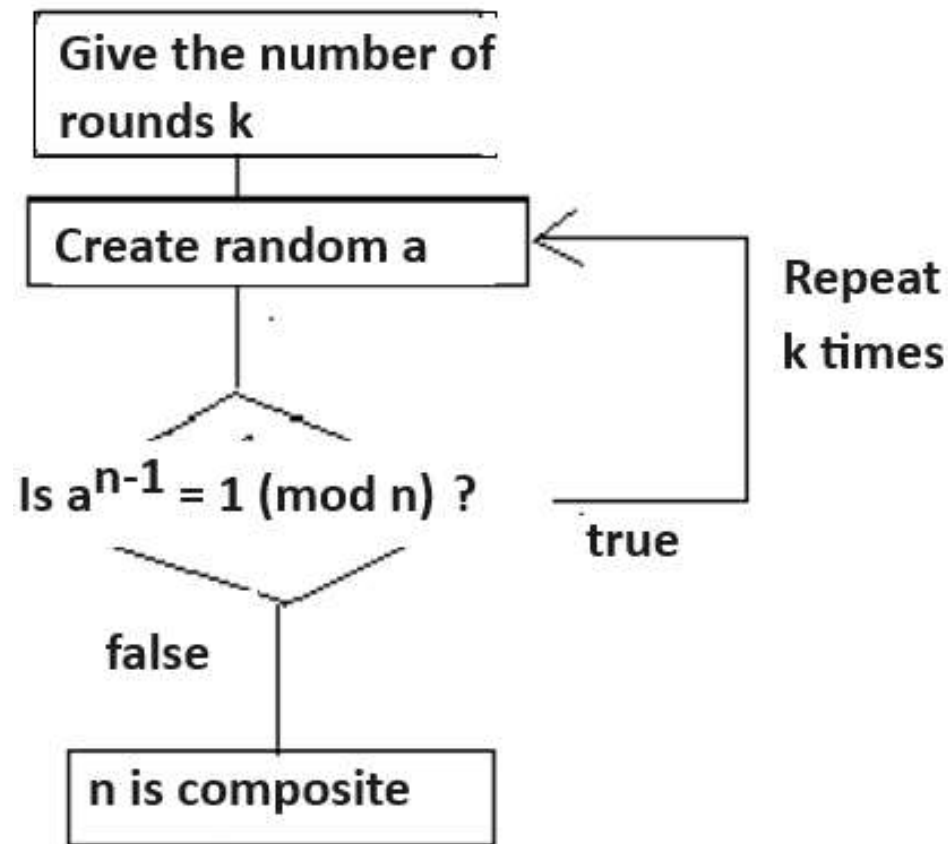 Give the number of
rounds k
Create random a
Repeat
k times
Is a^n-1 = 1 (mod n) ?
true
false
n is composite